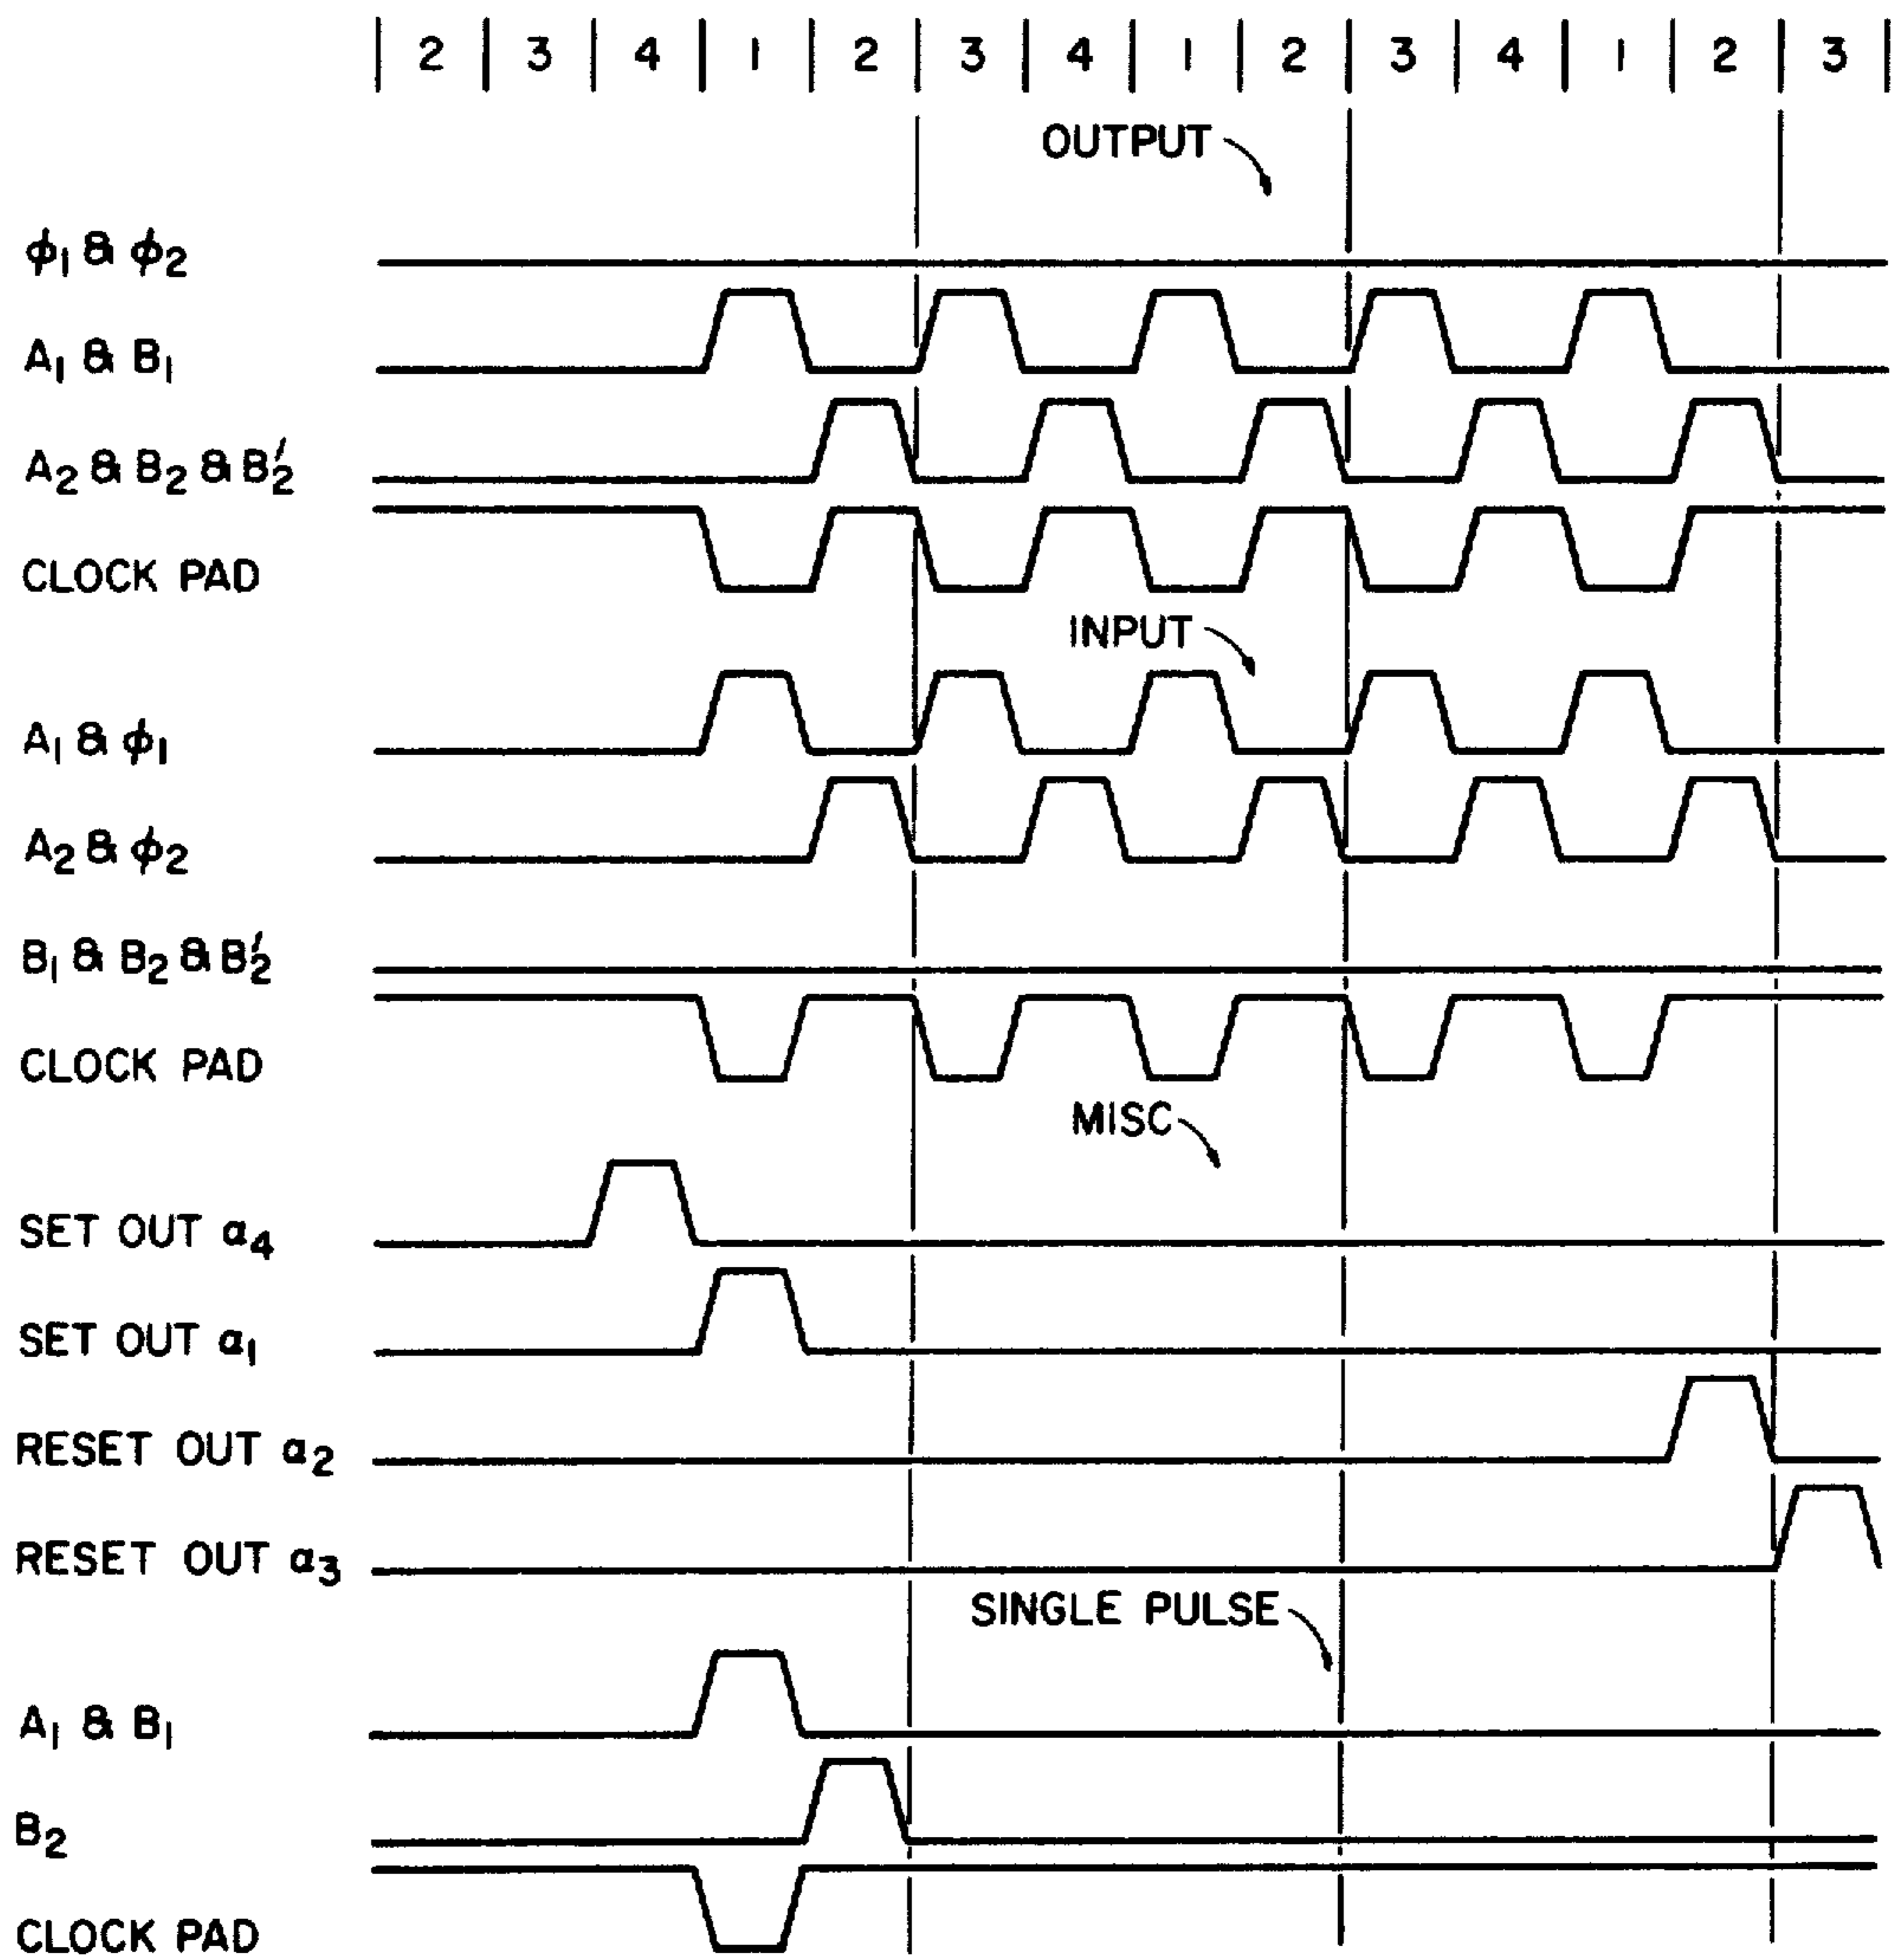 2 3 4 1 2 3 4 1 2 3 4 1 2 3
OUTPUT
ϕ₁ & ϕ₂
A₁ & B₁
A₂ & B₂ & B₂′
CLOCK PAD
INPUT
A₁ & ϕ₁
A₂ & ϕ₂
B₁ & B₂ & B₂′
CLOCK PAD
MISC
SET OUT α₄
SET OUT α₁
RESET OUT α₂
RESET OUT α₃
SINGLE PULSE
A₁ & B₁
B₂
CLOCK PAD